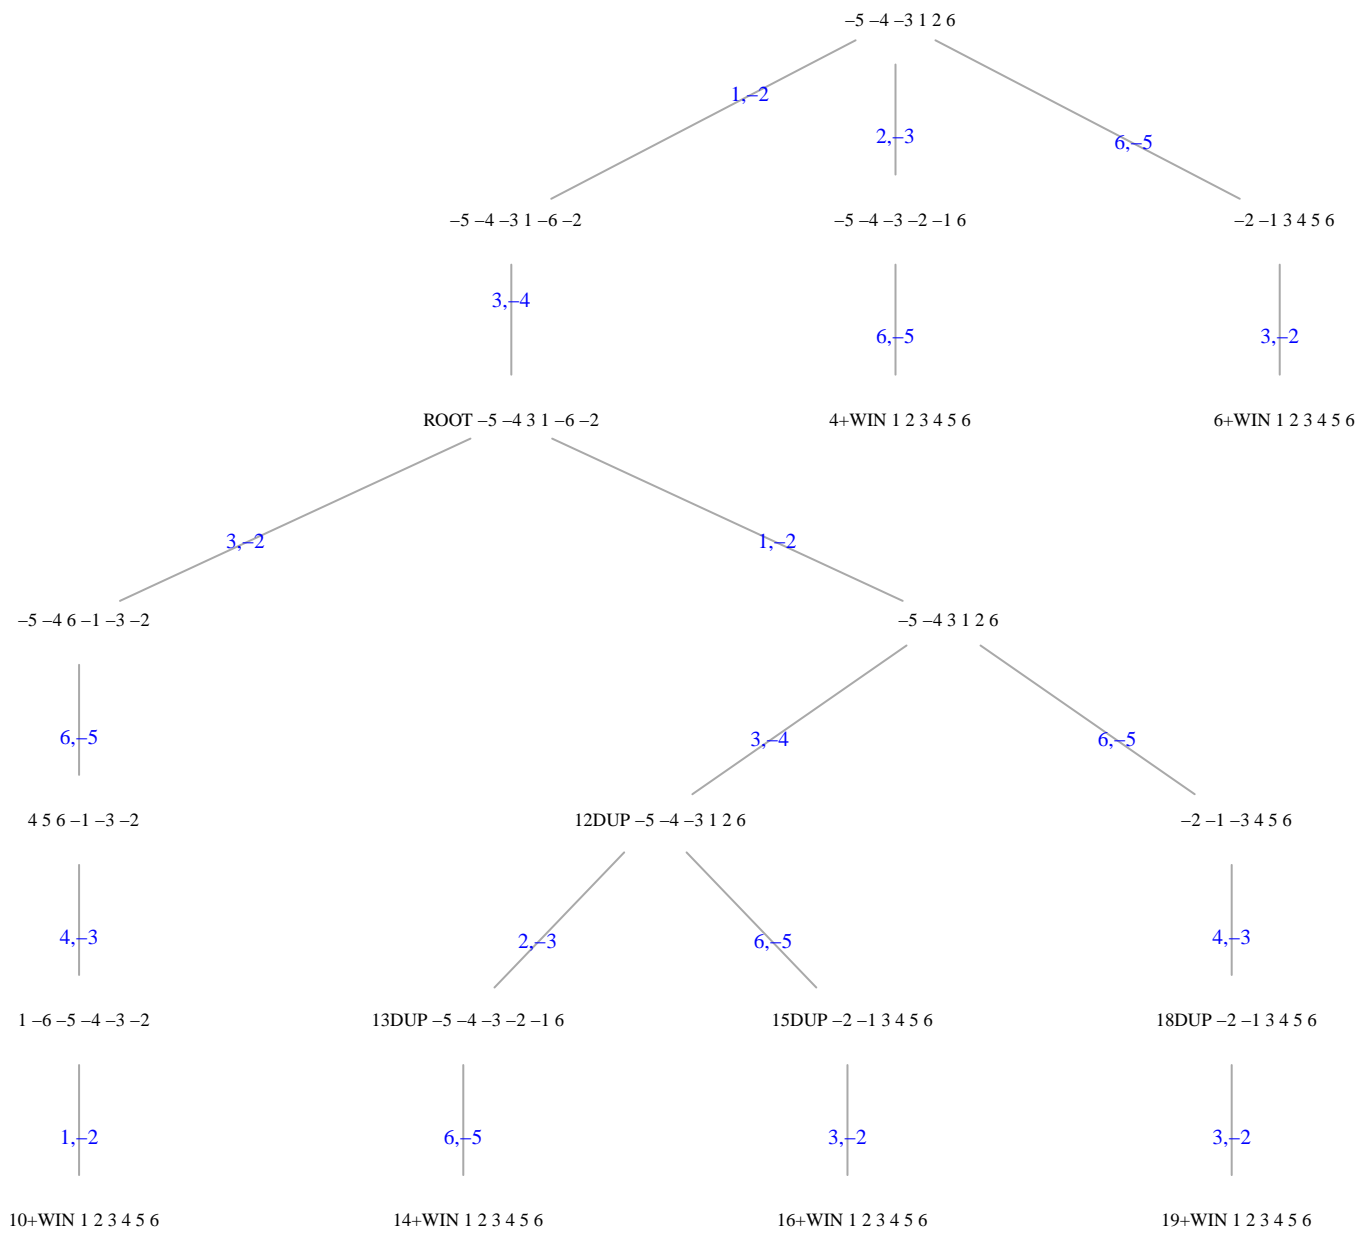 –5 –4 –3 1 2 6
1,–2
2,–3
6,–5
–5 –4 –3 1 –6 –2
–5 –4 –3 –2 –1 6
–2 –1 3 4 5 6
3,–4
6,–5
3,–2
ROOT –5 –4 3 1 –6 –2
4+WIN 1 2 3 4 5 6
6+WIN 1 2 3 4 5 6
3,–2
1,–2
–5 –4 6 –1 –3 –2
–5 –4 3 1 2 6
6,–5
3,–4
6,–5
4 5 6 –1 –3 –2
12DUP –5 –4 –3 1 2 6
–2 –1 –3 4 5 6
4,–3
2,–3
6,–5
4,–3
1 –6 –5 –4 –3 –2
13DUP –5 –4 –3 –2 –1 6
15DUP –2 –1 3 4 5 6
18DUP –2 –1 3 4 5 6
1,–2
6,–5
3,–2
3,–2
10+WIN 1 2 3 4 5 6
14+WIN 1 2 3 4 5 6
16+WIN 1 2 3 4 5 6
19+WIN 1 2 3 4 5 6